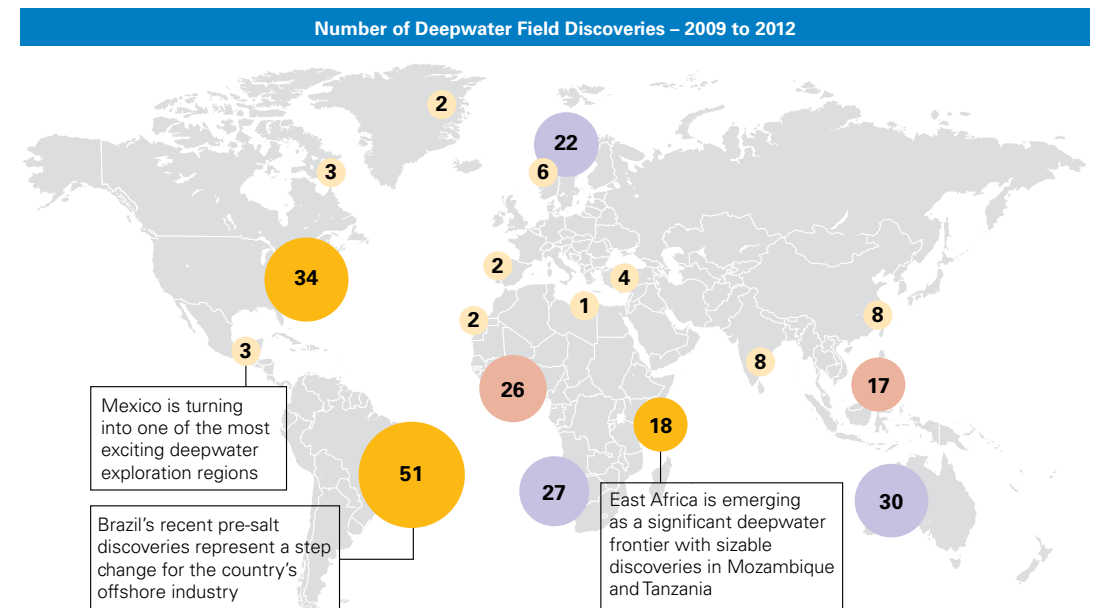 Number of Deepwater Field Discoveries – 2009 to 2012
2
22
3
6
34
2
4
1
2
8
3
8
26
17
Mexico is turning
into one of the most
exciting deepwater
exploration regions
18
51
27
30
East Africa is emerging
as a significant deepwater
frontier with sizable
discoveries in Mozambique
and Tanzania
Brazil's recent pre-salt
discoveries represent a step
change for the country's
offshore industry